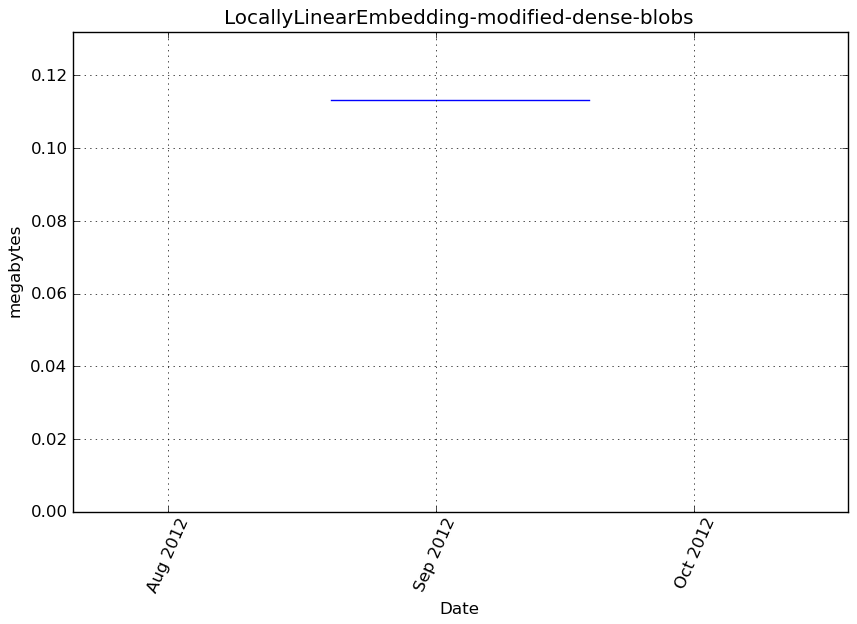 LocallyLinearEmbedding-modified-dense-blobs
0.12
0.10
0.08
0.06
0.04
0.02
0.00
megabytes
Aug 2012
Sep 2012
Oct 2012
Date